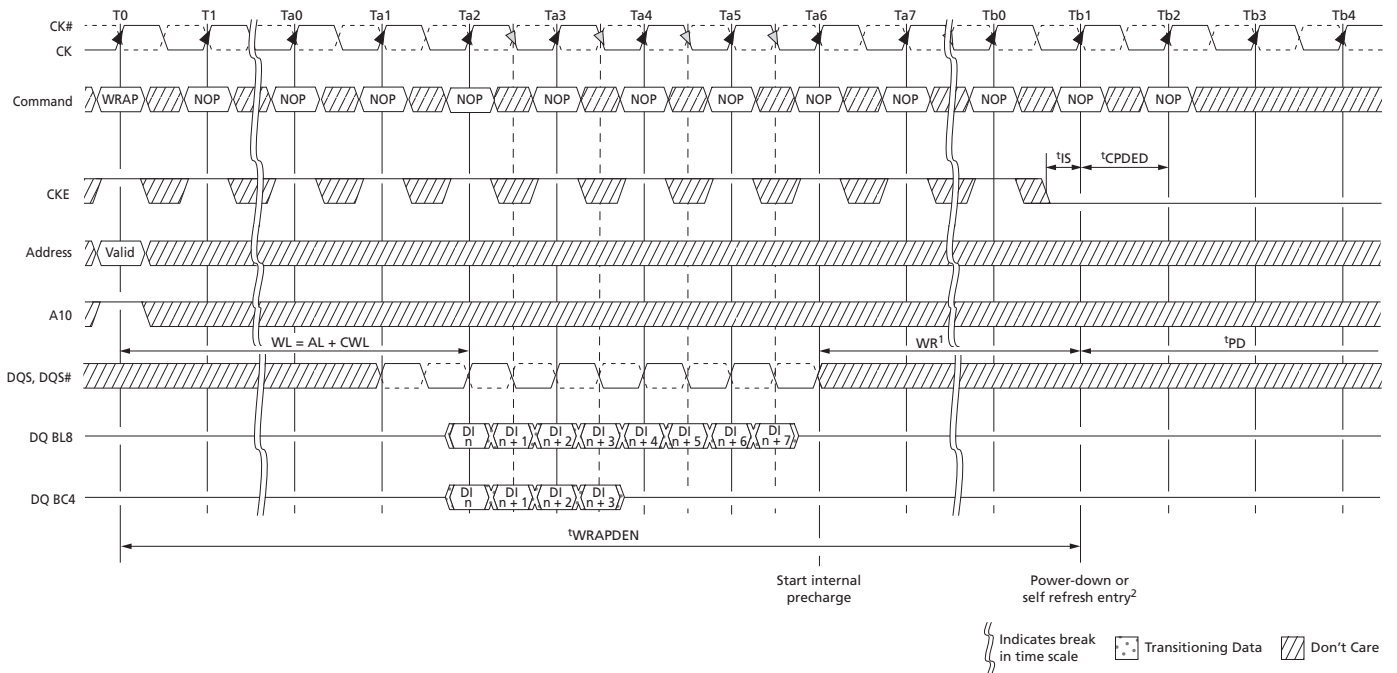 T0 T1 Ta0 Ta1 Ta2 Ta3 Ta4 Ta5 Ta6 Ta7 Tb0 Tb1 Tb2 Tb3 Tb4
CK#
CK
Command WRAP NOP NOP NOP NOP NOP NOP NOP NOP NOP NOP NOP NOP
tIS tCPDED
CKE
Address Valid
A10
WL = AL + CWL WR1 tPD
DQS, DQS#
DQ BL8 DI n DI n + 1 DI n + 2 DI n + 3 DI n + 4 DI n + 5 DI n + 6 DI n + 7
DQ BC4 DI n DI n + 1 DI n + 2 DI n + 3
tWRAPDEN
Start internal
precharge
Power-down or
self refresh entry2
Indicates break
in time scale
Transitioning Data
Don't Care